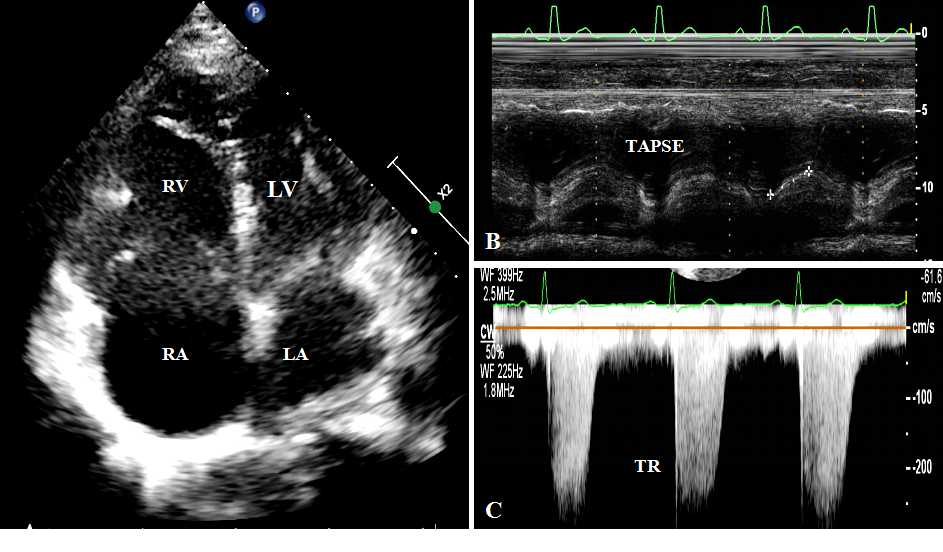 P
RV
LV
X2
RA
LA
0
TAPSE
-5
-10
B
WF 399Hz
2.5MHz
CW
50%
WF 225Hz
1.8MHz
-61.6
cm/s
cm/s
-100
-200
TR
C